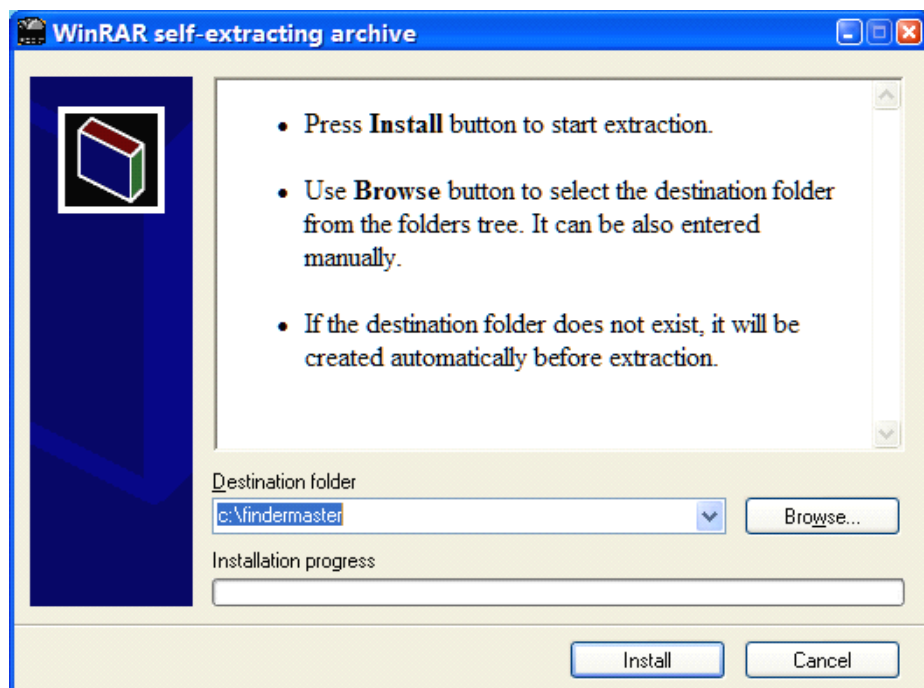 WinRAR self-extracting archive
• Press Install button to start extraction.
• Use Browse button to select the destination folder
from the folders tree. It can be also entered
manually.
• If the destination folder does not exist, it will be
created automatically before extraction.
Destination folder
c:\findermaster
Browse...
Installation progress
Install
Cancel